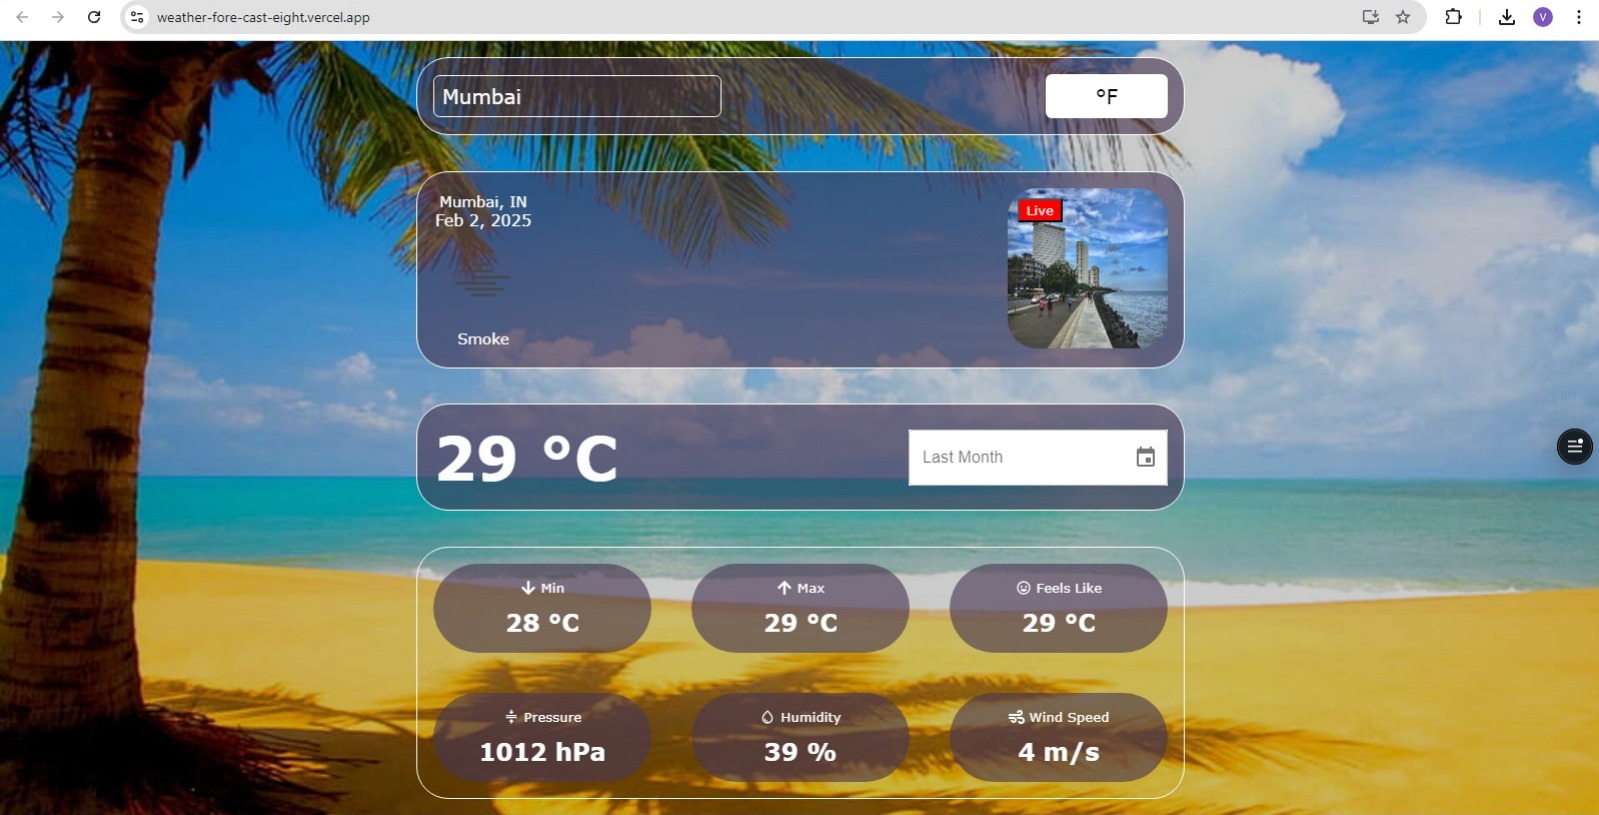 weather-fore-cast-eight.vercel.app
V
Mumbai
°F
Mumbai, IN
Feb 2, 2025
Live
Smoke
29 °C
Last Month
Min
28 °C
Max
29 °C
Feels Like
29 °C
Pressure
1012 hPa
Humidity
39 %
Wind Speed
4 m/s